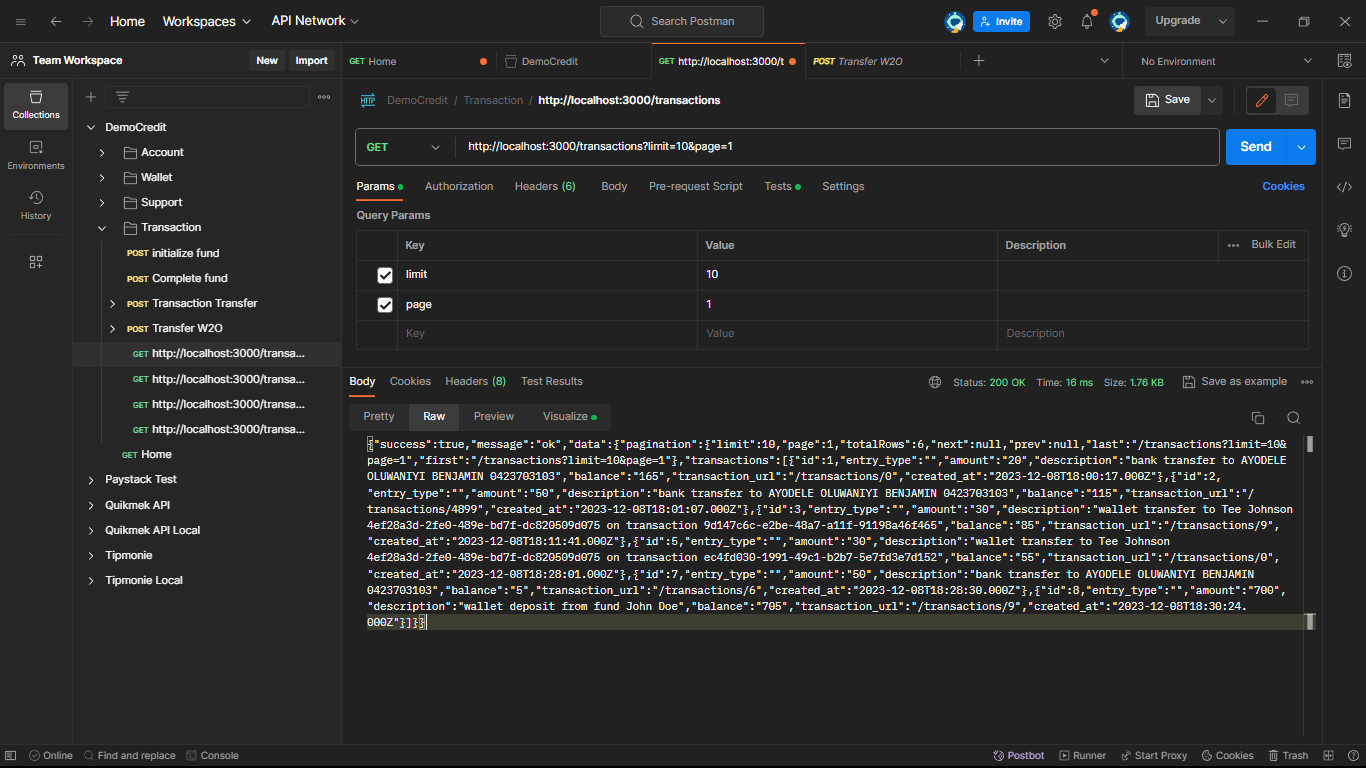 Home Workspaces API Network Search Postman Invite Upgrade
Team Workspace New Import
GET Home DemoCredit GET http://localhost:3000/t POST Transfer W2O No Environment
Collections
Environments
History
DemoCredit
Account
Wallet
Support
Transaction
POST initialize fund
POST Complete fund
POST Transaction Transfer
POST Transfer W2O
GET http://localhost:3000/transa...
GET http://localhost:3000/transa...
GET http://localhost:3000/transa...
GET http://localhost:3000/transa...
GET Home
Paystack Test
Quikmek API
Quikmek API Local
Tipmonie
Tipmonie Local
HTTP DemoCredit / Transaction / http://localhost:3000/transactions Save
GET http://localhost:3000/transactions?limit=10&page=1 Send
Params Authorization Headers (6) Body Pre-request Script Tests Settings Cookies
Query Params
Key Value Description Bulk Edit
limit 10
page 1
Key Value Description
Body Cookies Headers (8) Test Results Status: 200 OK Time: 16 ms Size: 1.76 KB Save as example
Pretty Raw Preview Visualize
{"success":true,"message":"ok","data":{"pagination":{"limit":10,"page":1,"totalRows":6,"next":null,"prev":null,"last":"/transactions?limit=10&
page=1","first":"/transactions?limit=10&page=1"},"transactions":[{"id":1,"entry_type":"","amount":"20","description":"bank transfer to AYODELE
OLUWANIYI BENJAMIN 0423703103","balance":"165","transaction_url":"/transactions/0","created_at":"2023-12-08T18:00:17.000Z"},{"id":2,
"entry_type":"","amount":"50","description":"bank transfer to AYODELE OLUWANIYI BENJAMIN 0423703103","balance":"115","transaction_url":"/
transactions/4899","created_at":"2023-12-08T18:01:07.000Z"},{"id":3,"entry_type":"","amount":"30","description":"wallet transfer to Tee Johnson
4ef28a3d-2fe0-489e-bd7f-dc820509d075 on transaction 9d147c6c-e2be-48a7-a11f-91198a46f465","balance":"85","transaction_url":"/transactions/9",
"created_at":"2023-12-08T18:11:41.000Z"},{"id":5,"entry_type":"","amount":"30","description":"wallet transfer to Tee Johnson
4ef28a3d-2fe0-489e-bd7f-dc820509d075 on transaction ec4fd030-1991-49c1-b2b7-5e7fd3e7d152","balance":"55","transaction_url":"/transactions/0",
"created_at":"2023-12-08T18:28:01.000Z"},{"id":7,"entry_type":"","amount":"50","description":"bank transfer to AYODELE OLUWANIYI BENJAMIN
0423703103","balance":"5","transaction_url":"/transactions/6","created_at":"2023-12-08T18:28:30.000Z"},{"id":8,"entry_type":"","amount":"700",
"description":"wallet deposit from fund John Doe","balance":"705","transaction_url":"/transactions/9","created_at":"2023-12-08T18:30:24.
000Z"}]}}
Online Find and replace Console Postbot Runner Start Proxy Cookies Trash